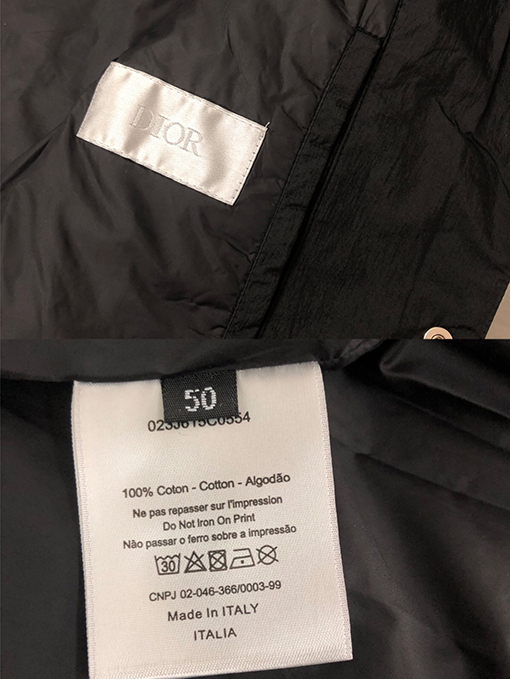 DIOR
50
023J615C0554
100% Coton - Cotton - Algodão
Ne pas repasser sur l'impression
Do Not Iron On Print
Não passar o ferro sobre a impressão
30
CNPJ 02-046-366/0003-99
Made In ITALY
ITALIA